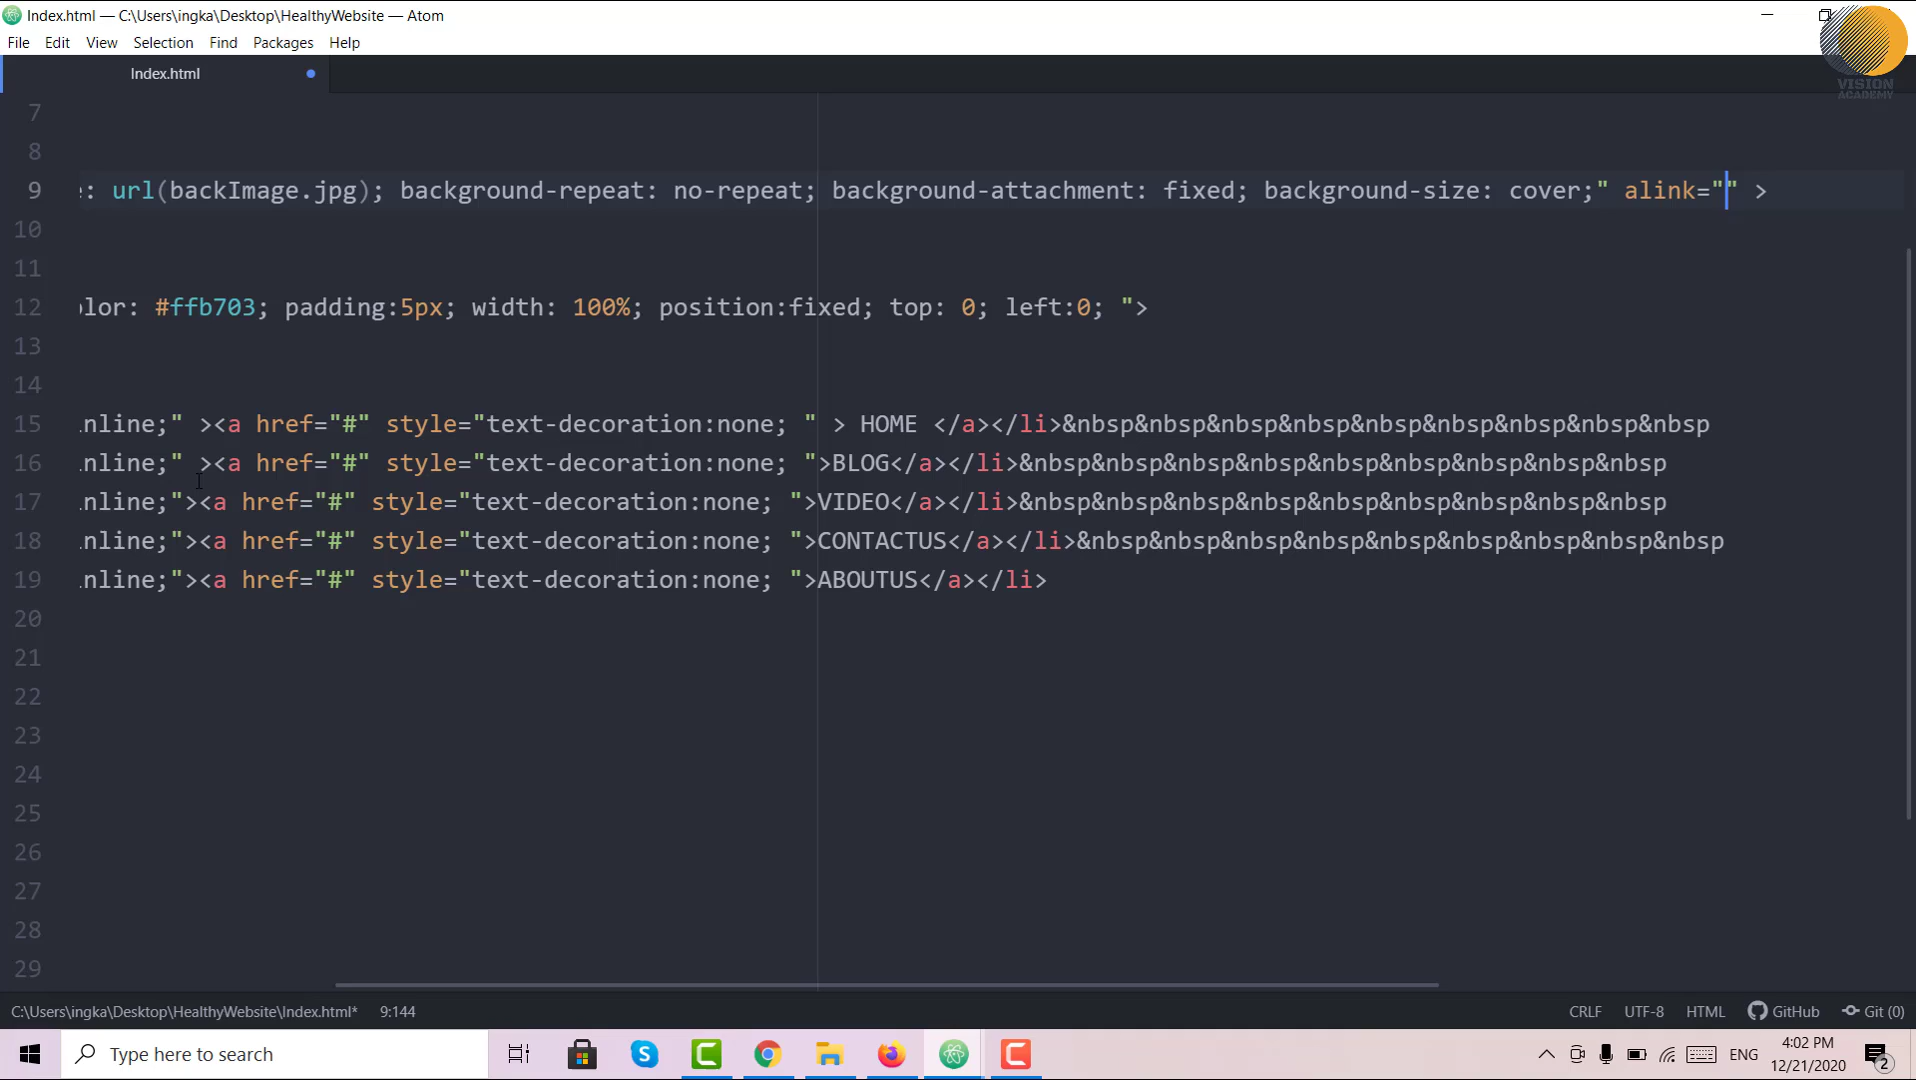 Index.html — C:\Users\ingka\Desktop\HealthyWebsite — Atom
File Edit View Selection Find Packages Help
VISION
ACADEMY
Index.html
7
8
9 : url(backImage.jpg); background-repeat: no-repeat; background-attachment: fixed; background-size: cover;" alink="" >
10
11
12 olor: #ffb703; padding:5px; width: 100%; position:fixed; top: 0; left:0; ">
13
14
15 nline;" ><a href="#" style="text-decoration:none; " > HOME </a></li>&nbsp&nbsp&nbsp&nbsp&nbsp&nbsp&nbsp&nbsp&nbsp
16 nline;" ><a href="#" style="text-decoration:none; ">BLOG</a></li>&nbsp&nbsp&nbsp&nbsp&nbsp&nbsp&nbsp&nbsp&nbsp
17 nline;"><a href="#" style="text-decoration:none; ">VIDEO</a></li>&nbsp&nbsp&nbsp&nbsp&nbsp&nbsp&nbsp&nbsp&nbsp
18 nline;"><a href="#" style="text-decoration:none; ">CONTACTUS</a></li>&nbsp&nbsp&nbsp&nbsp&nbsp&nbsp&nbsp&nbsp&nbsp
19 nline;"><a href="#" style="text-decoration:none; ">ABOUTUS</a></li>
20
21
22
23
24
25
26
27
28
29
C:\Users\ingka\Desktop\HealthyWebsite\Index.html* 9:144 CRLF UTF-8 HTML GitHub Git (0)
Type here to search
ENG
4:02 PM
12/21/2020
2